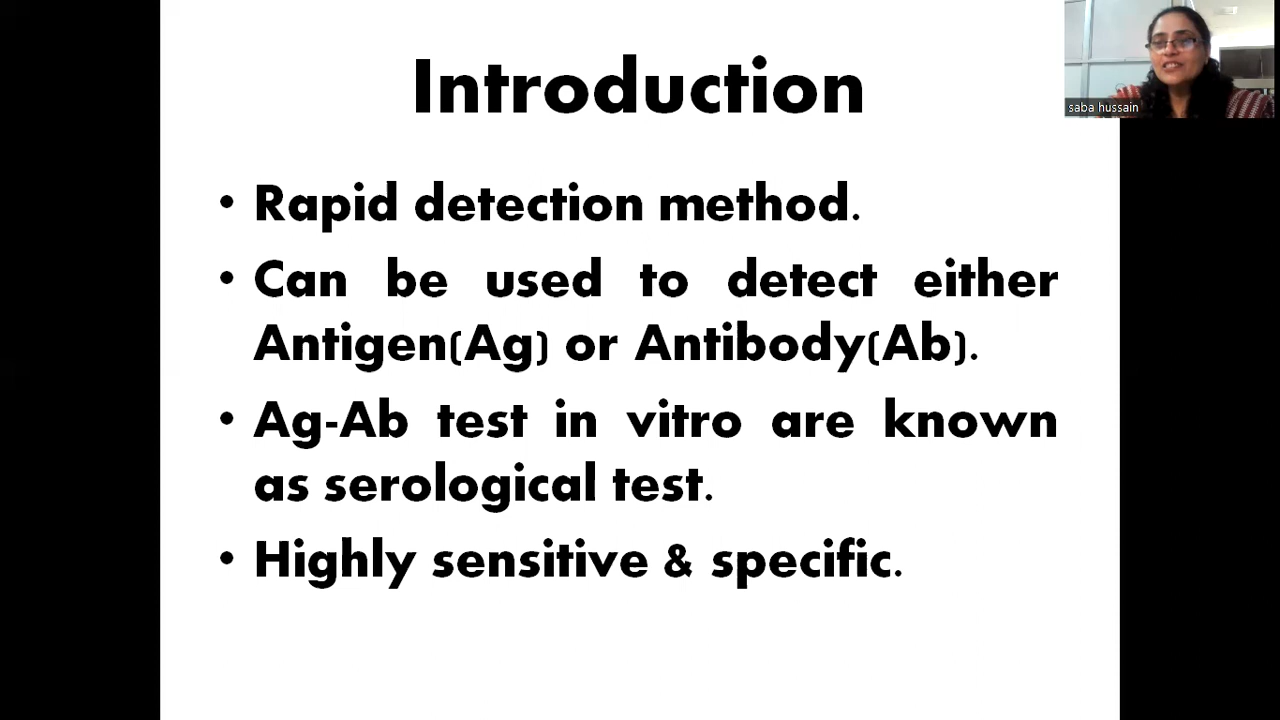 Introduction
saba hussain
• Rapid detection method.
• Can be used to detect either
Antigen(Ag) or Antibody(Ab).
• Ag-Ab test in vitro are known
as serological test.
• Highly sensitive & specific.